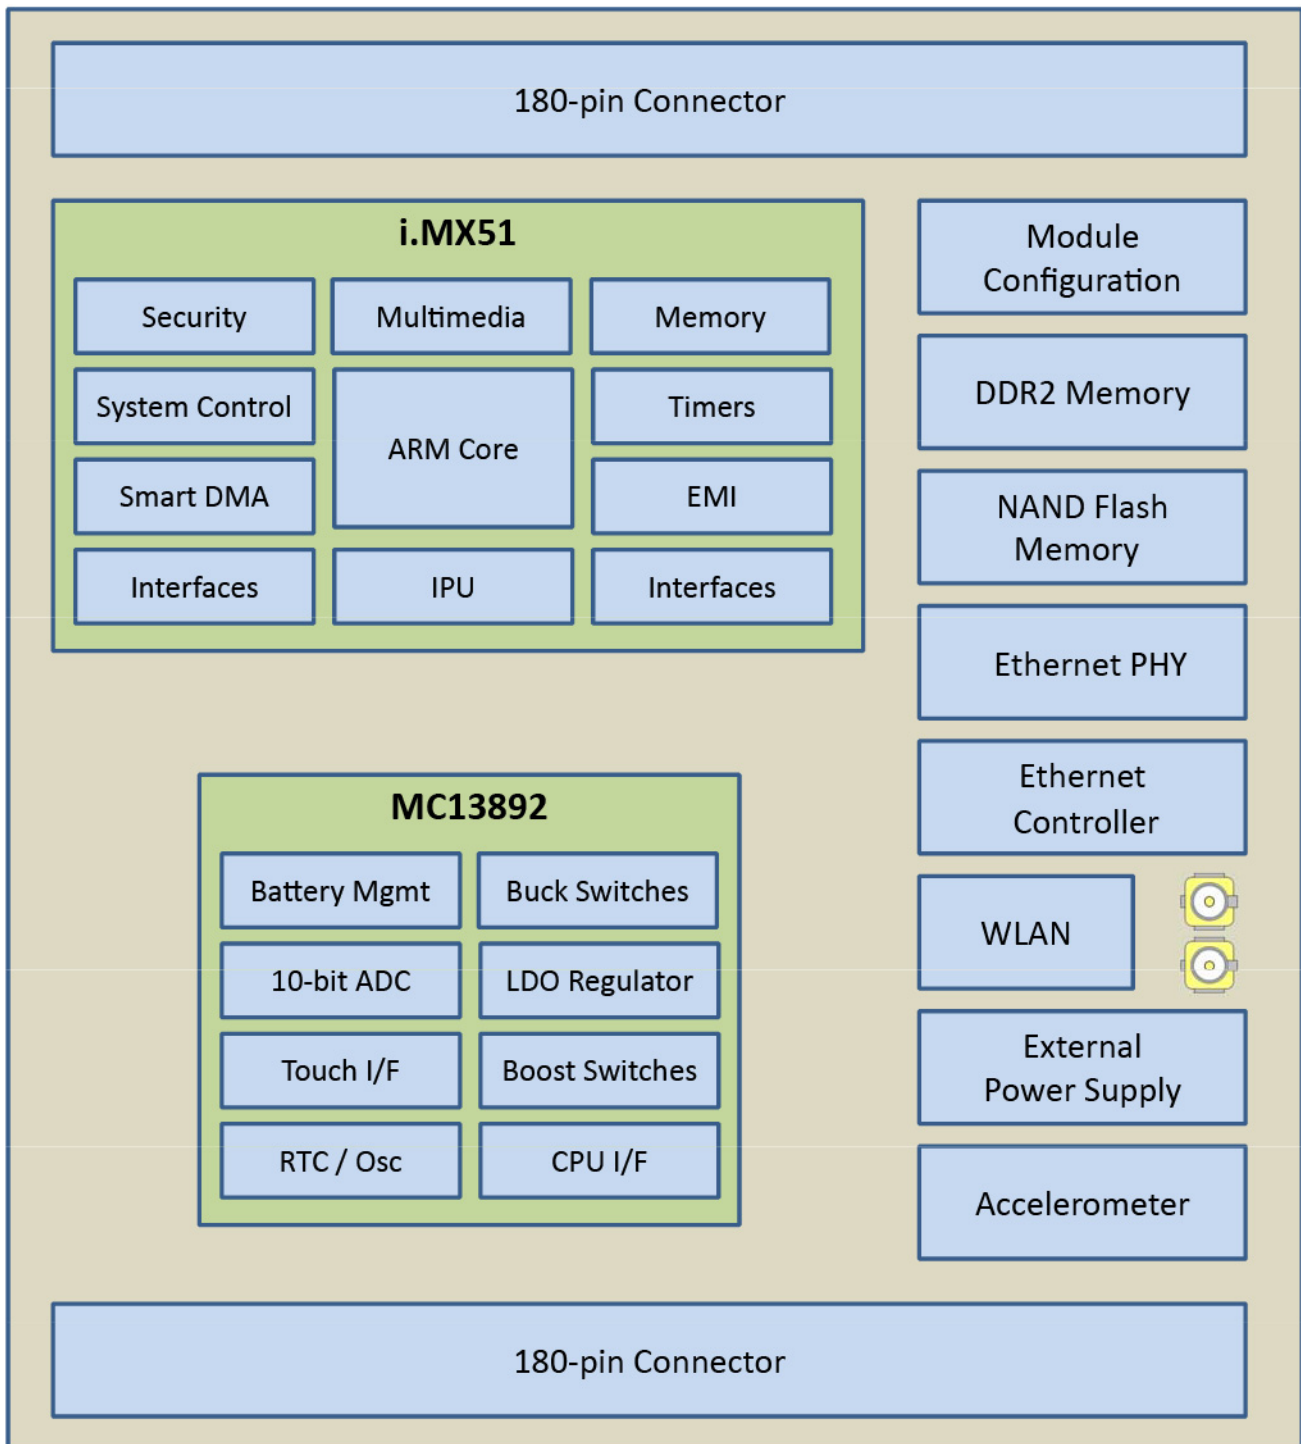 180-pin Connector
i.MX51
Security
Multimedia
Memory
System Control
ARM Core
Timers
Smart DMA
EMI
Interfaces
IPU
Interfaces
Module
Configuration
DDR2 Memory
NAND Flash
Memory
Ethernet PHY
Ethernet
Controller
WLAN
External
Power Supply
Accelerometer
MC13892
Battery Mgmt
Buck Switches
10-bit ADC
LDO Regulator
Touch I/F
Boost Switches
RTC / Osc
CPU I/F
180-pin Connector